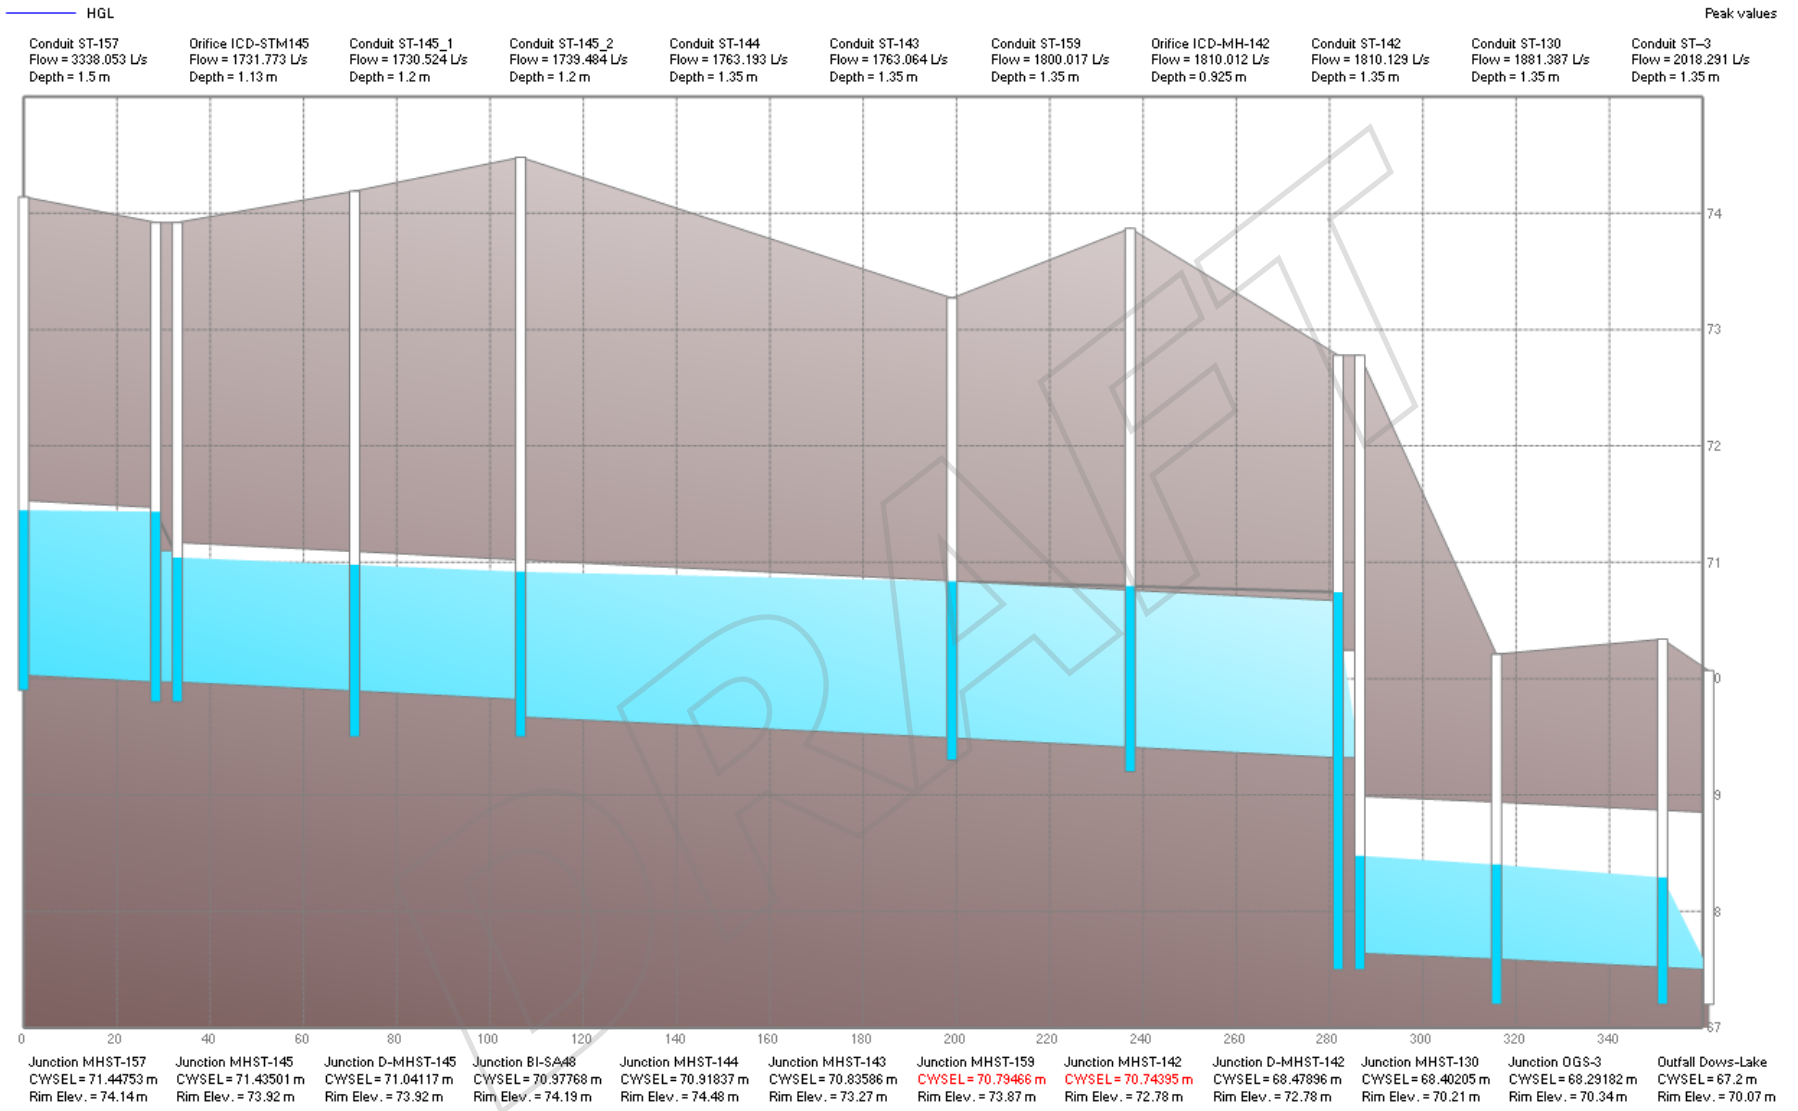 HGL
Peak values
Conduit ST-157
Flow = 3338.053 L/s
Depth = 1.5 m
Orifice ICD-STM145
Flow = 1731.773 L/s
Depth = 1.13 m
Conduit ST-145_1
Flow = 1730.524 L/s
Depth = 1.2 m
Conduit ST-145_2
Flow = 1739.484 L/s
Depth = 1.2 m
Conduit ST-144
Flow = 1763.193 L/s
Depth = 1.35 m
Conduit ST-143
Flow = 1763.064 L/s
Depth = 1.35 m
Conduit ST-159
Flow = 1800.017 L/s
Depth = 1.35 m
Orifice ICD-MH-142
Flow = 1810.012 L/s
Depth = 0.925 m
Conduit ST-142
Flow = 1810.129 L/s
Depth = 1.35 m
Conduit ST-130
Flow = 1881.387 L/s
Depth = 1.35 m
Conduit ST--3
Flow = 2018.291 L/s
Depth = 1.35 m
74
73
72
71
0
9
8
67
DRAFT
0 20 40 60 80 100 120 140 160 180 200 220 240 260 280 300 320 340
Junction MHST-157
CWSEL = 71.44753 m
Rim Elev. = 74.14 m
Junction MHST-145
CWSEL = 71.43501 m
Rim Elev. = 73.92 m
Junction D-MHST-145
CWSEL = 71.04117 m
Rim Elev. = 73.92 m
Junction BI-SA48
CWSEL = 70.97768 m
Rim Elev. = 74.19 m
Junction MHST-144
CWSEL = 70.91837 m
Rim Elev. = 74.48 m
Junction MHST-143
CWSEL = 70.83586 m
Rim Elev. = 73.27 m
Junction MHST-159
CWSEL = 70.79466 m
Rim Elev. = 73.87 m
Junction MHST-142
CWSEL = 70.74395 m
Rim Elev. = 72.78 m
Junction D-MHST-142
CWSEL = 68.47896 m
Rim Elev. = 72.78 m
Junction MHST-130
CWSEL = 68.40205 m
Rim Elev. = 70.21 m
Junction OGS-3
CWSEL = 68.29182 m
Rim Elev. = 70.34 m
Outfall Dows-Lake
CWSEL = 67.2 m
Rim Elev. = 70.07 m